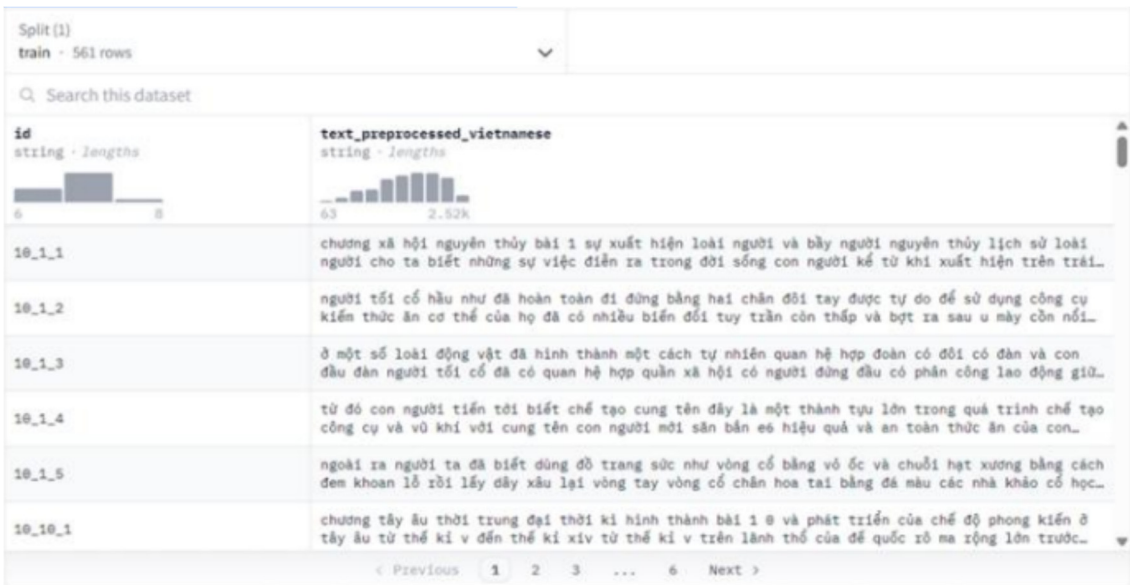 Split (1)
train · 561 rows
Search this dataset
id
string · lengths
6
8
text_preprocessed_vietnamese
string · lengths
63
2.52k
10_1_1
chương xã hội nguyên thủy bài 1 sự xuất hiện loài người và bầy người nguyên thủy lịch sử loài
người cho ta biết những sự việc diễn ra trong đời sống con người kể từ khi xuất hiện trên trái…
10_1_2
người tối cổ hầu như đã hoàn toàn đi đứng bằng hai chân đôi tay được tự do để sử dụng công cụ
kiếm thức ăn cơ thể của họ đã có nhiều biến đổi tuy trần còn thấp và bợt ra sau u mày còn nổi…
10_1_3
ở một số loài động vật đã hình thành một cách tự nhiên quan hệ hợp đoàn có đôi có đàn và con
đầu đàn người tối cổ đã có quan hệ hợp quần xã hội có người đứng đầu có phân công lao động giữ…
10_1_4
từ đó con người tiến tới biết chế tạo cung tên đây là một thành tựu lớn trong quá trình chế tạo
công cụ và vũ khí với cung tên con người mới săn bắn e6 hiệu quả và an toàn thức ăn của con…
10_1_5
ngoài ra người ta đã biết dùng đồ trang sức như vòng cổ bằng vỏ ốc và chuỗi hạt xương bằng cách
đem khoan lỗ rồi lấy dây xâu lại vòng tay vòng cổ chân hoa tai bằng đá màu các nhà khảo cổ học…
10_10_1
chương tây âu thời trung đại thời kì hình thành bài 1 0 và phát triển của chế độ phong kiến ở
tây âu từ thế kỉ v đến thế kỉ xiv từ thế kỉ v trên lãnh thổ của đế quốc rô ma rộng lớn trước…
< Previous 1 2 3 ... 6 Next >